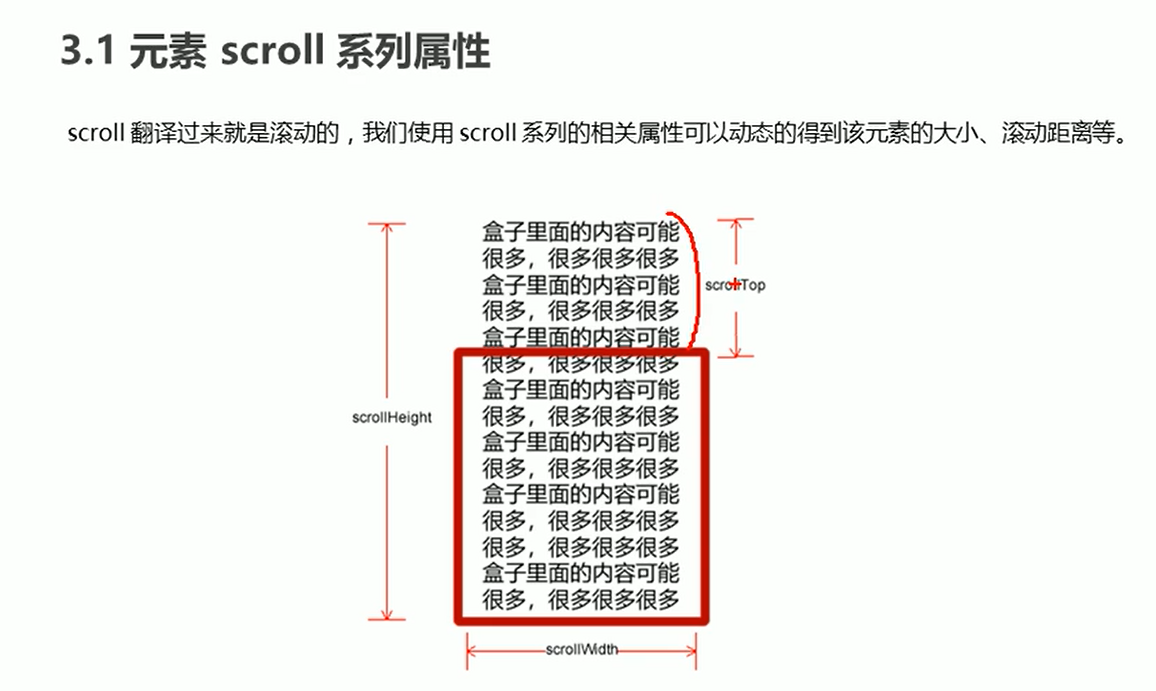 3.1 元素 scroll 系列属性
scroll 翻译过来就是滚动的，我们使用 scroll 系列的相关属性可以动态的得到该元素的大小、滚动距离等。
盒子里面的内容可能
很多，很多很多很多
盒子里面的内容可能
很多，很多很多很多
盒子里面的内容可能
很多，很多很多很多
盒子里面的内容可能
很多，很多很多很多
盒子里面的内容可能
很多，很多很多很多
盒子里面的内容可能
很多，很多很多很多
很多，很多很多很多
盒子里面的内容可能
很多，很多很多很多
scrollTop
scrollHeight
scrollWidth